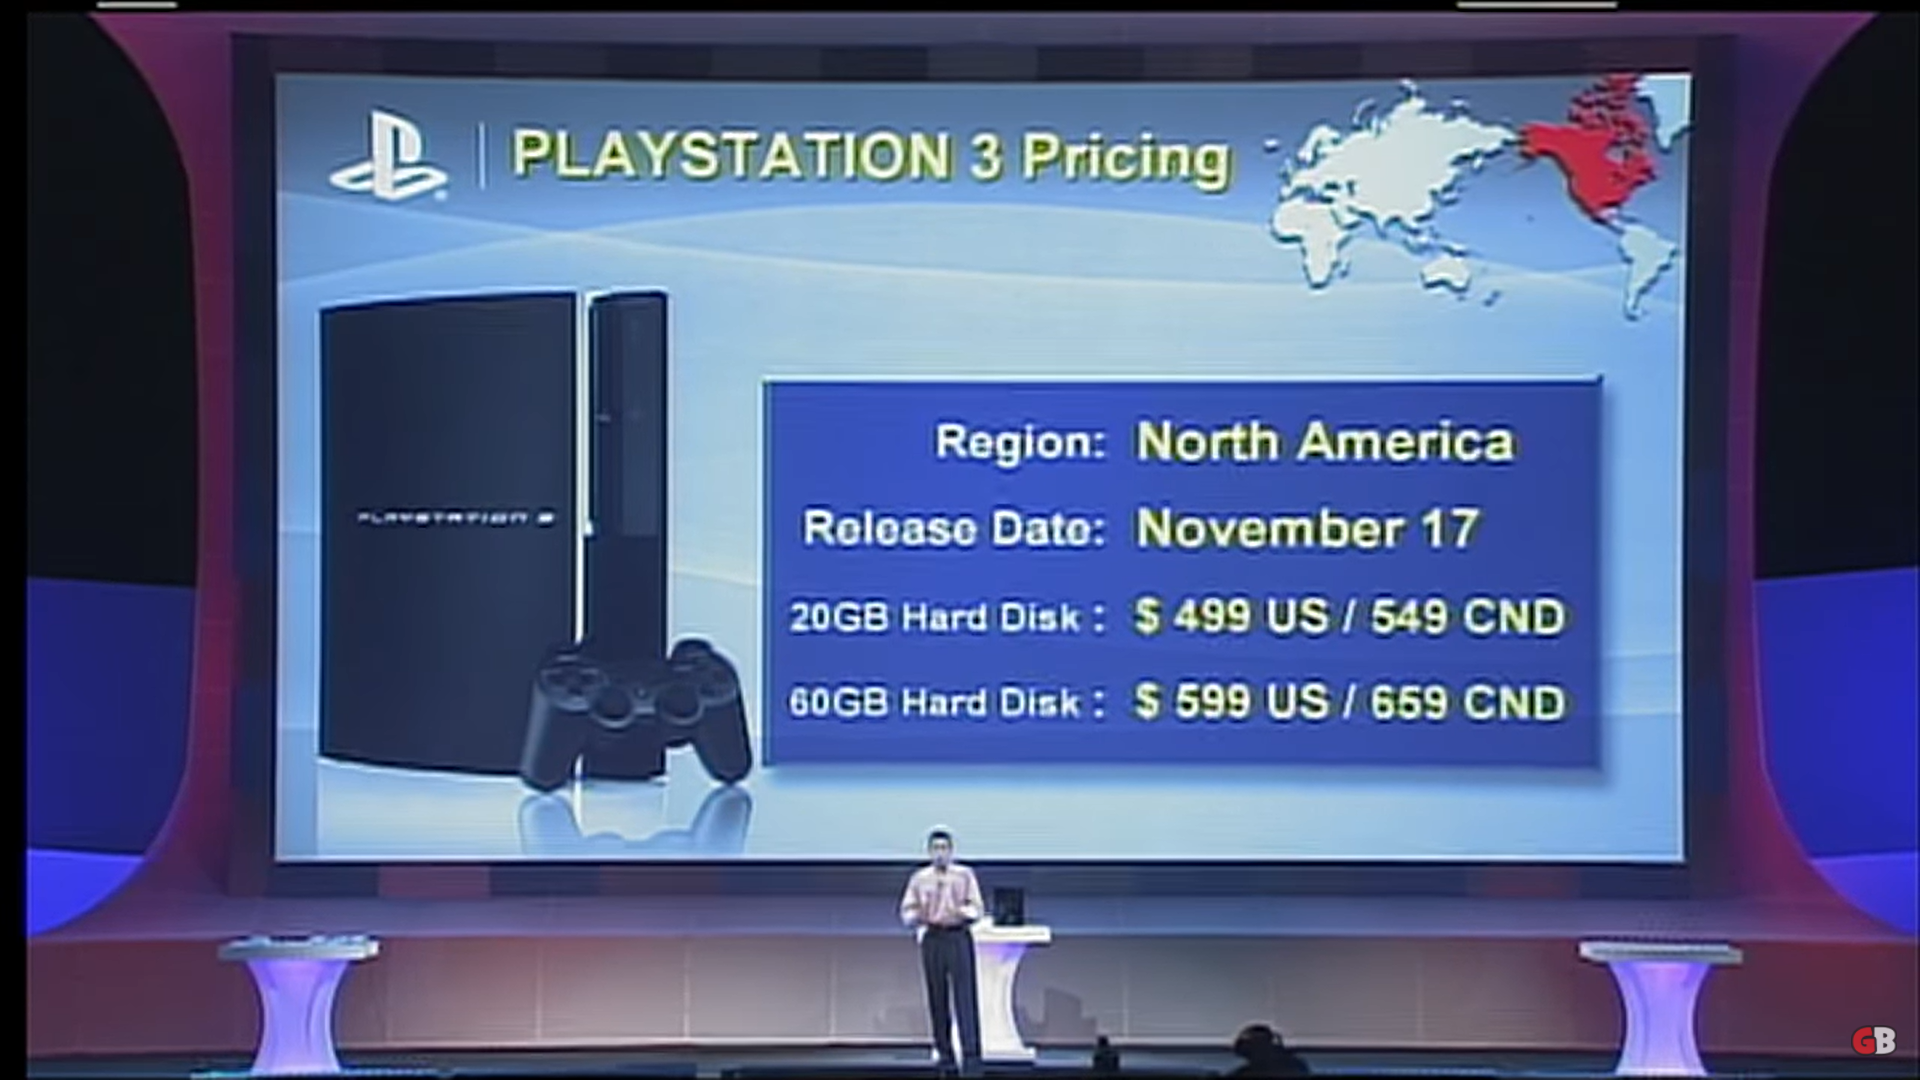 PLAYSTATION 3 Pricing
PLAYSTATION 3
Region: North America
Release Date: November 17
20GB Hard Disk : $ 499 US / 549 CND
60GB Hard Disk : $ 599 US / 659 CND
GB